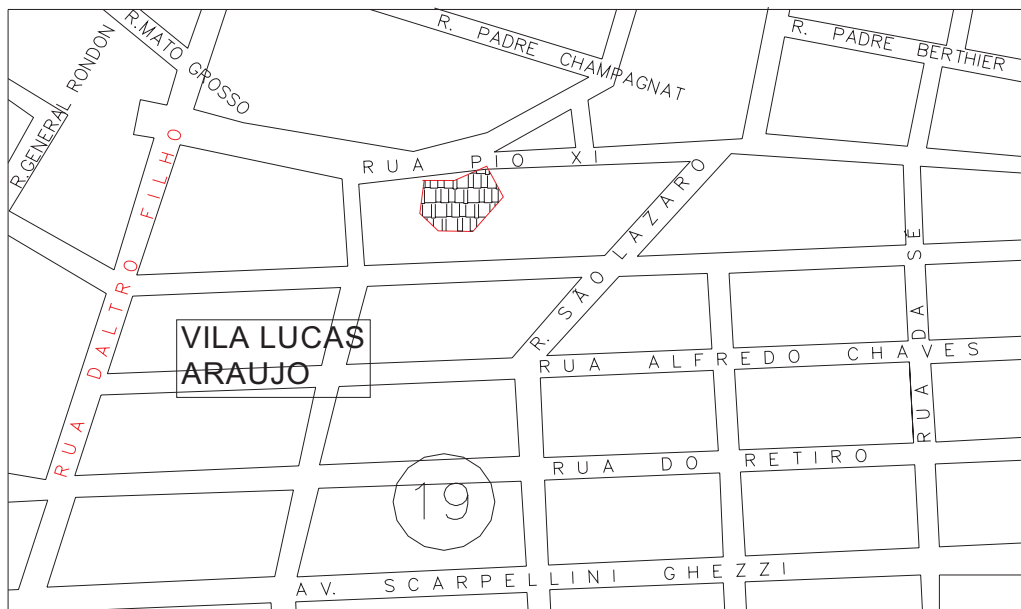 R.MATO GROSSO
R. PADRE CHAMPAGNAT
R. PADRE BERTHIER
R.GENERAL RONDON
RUA PIO XI
RUA DALTRO FILHO
R. SÃO LAZARO
RUA DA SÉ
VILA LUCAS
ARAUJO
RUA ALFREDO CHAVES
RUA DO RETIRO
19
AV. SCARPELLINI GHEZZI